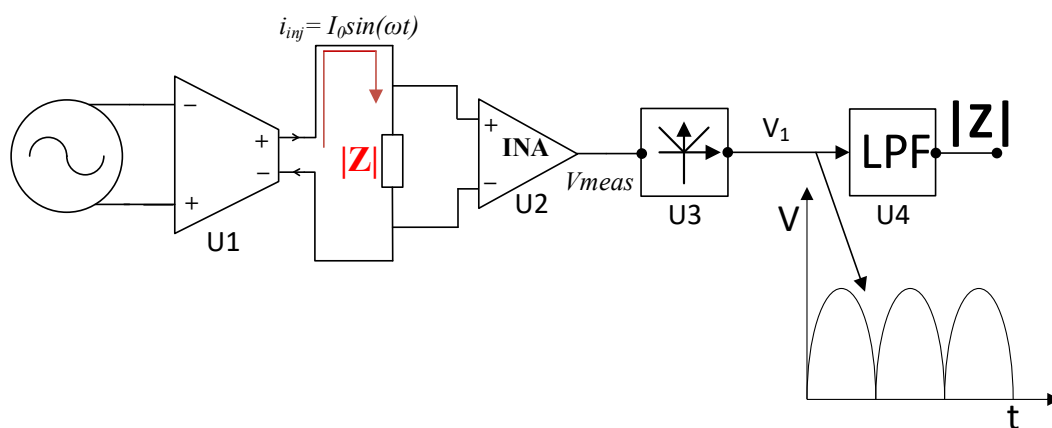 i_inj= I_0sin(ωt)
−
+
+
−
U1
|Z|
+
−
INA
U2
Vmeas
U3
V_1
LPF
U4
|Z|
V
t